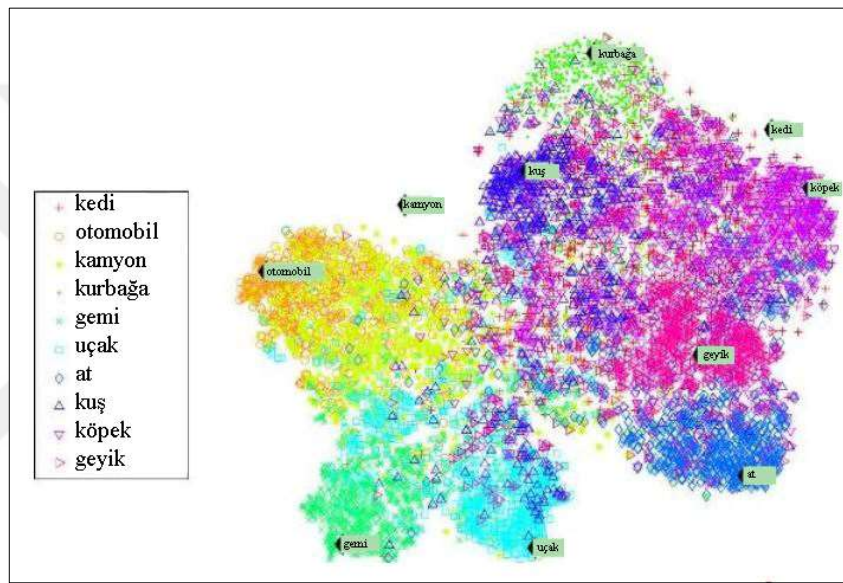 kurbağa
kedi
kuş
köpek
kamyon
otomobil
geyik
at
gemi
uçak
kedi
otomobil
kamyon
kurbağa
gemi
uçak
at
kuş
köpek
geyik